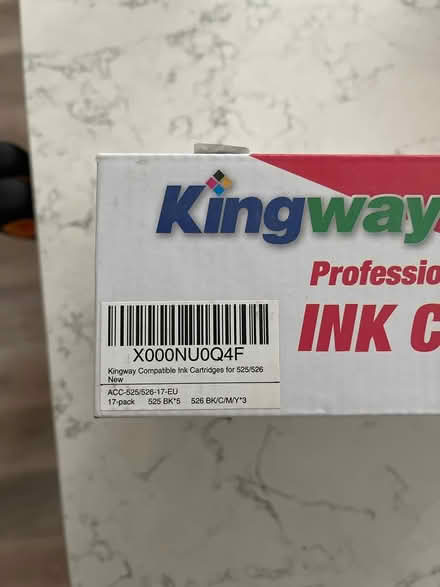 Kingway
Professio
INK C
X000NU0Q4F
Kingway Compatible Ink Cartridges for 525/526
New
ACC-525/526-17-EU
17-pack 525 BK*5 526 BK/C/M/Y*3